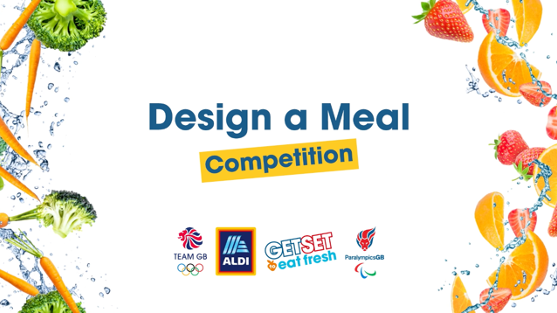 Design a Meal
Competition
TEAM GB
ALDI
GET SET
to eat fresh
ParalympicsGB